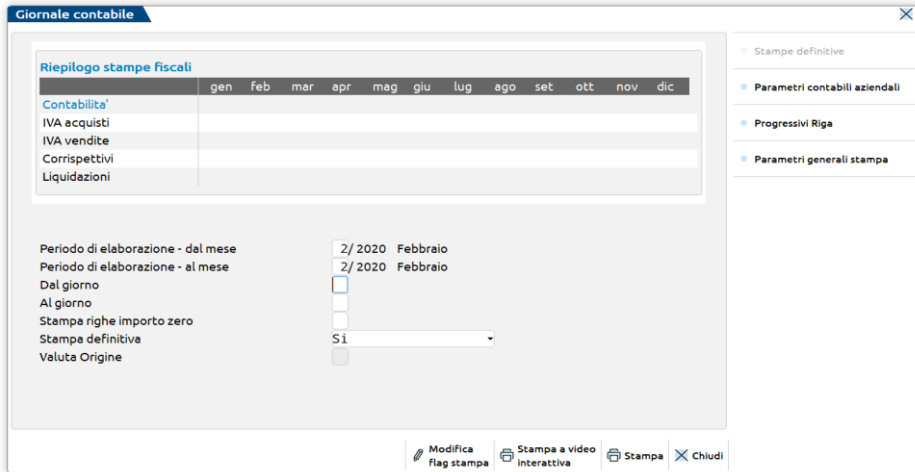 Giornale contabile
Riepilogo stampe fiscali
gen feb mar apr mag giu lug ago set ott nov dic
Contabilita'
IVA acquisti
IVA vendite
Corrispettivi
Liquidazioni
Stampe definitive
Parametri contabili aziendali
Progressivi Riga
Parametri generali stampa
Periodo di elaborazione - dal mese 2/ 2020 Febbraio
Periodo di elaborazione - al mese 2/ 2020 Febbraio
Dal giorno
Al giorno
Stampa righe importo zero
Stampa definitiva Si
Valuta Origine
Modifica
flag stampa
Stampa a video
interattiva
Stampa
Chiudi